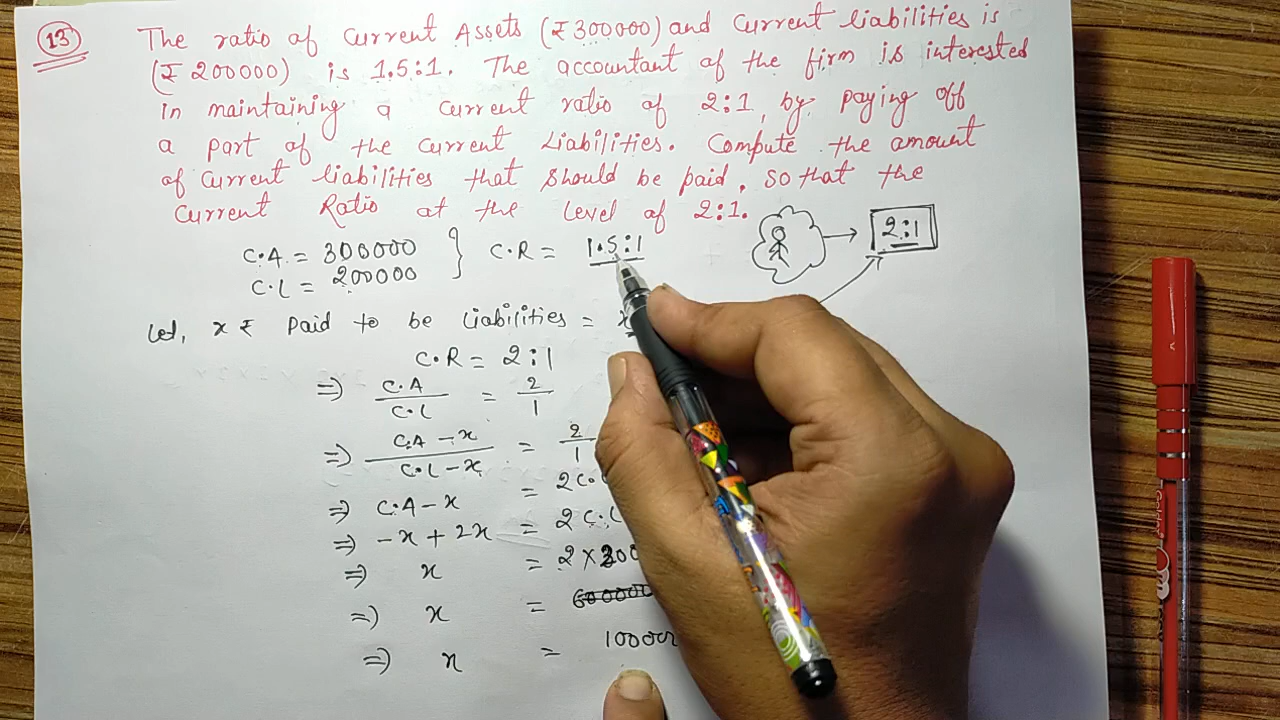 13
The ratio of Current Assets (₹300000) and Current liabilities is
(₹ 200000) is 1.5:1. The accountant of the firm is interested
in maintaining a current ratio of 2:1, by paying off
a part of the current Liabilities. Compute the amount
of current liabilities that should be paid, so that the
Current Ratio at the level of 2:1.
2:1
C.A = 300000 } C.R = 1.5:1
C.L = 200000
Let, x ₹ Paid to be liabilities = x
C.R = 2:1
⇒ C.A / C.L = 2/1
⇒ C.A - x / C.L - x = 2/1
⇒ C.A - x = 2 C.
⇒ -x + 2x = 2 C.L
⇒ x = 2 X 200
⇒ x =
⇒ x = 10000